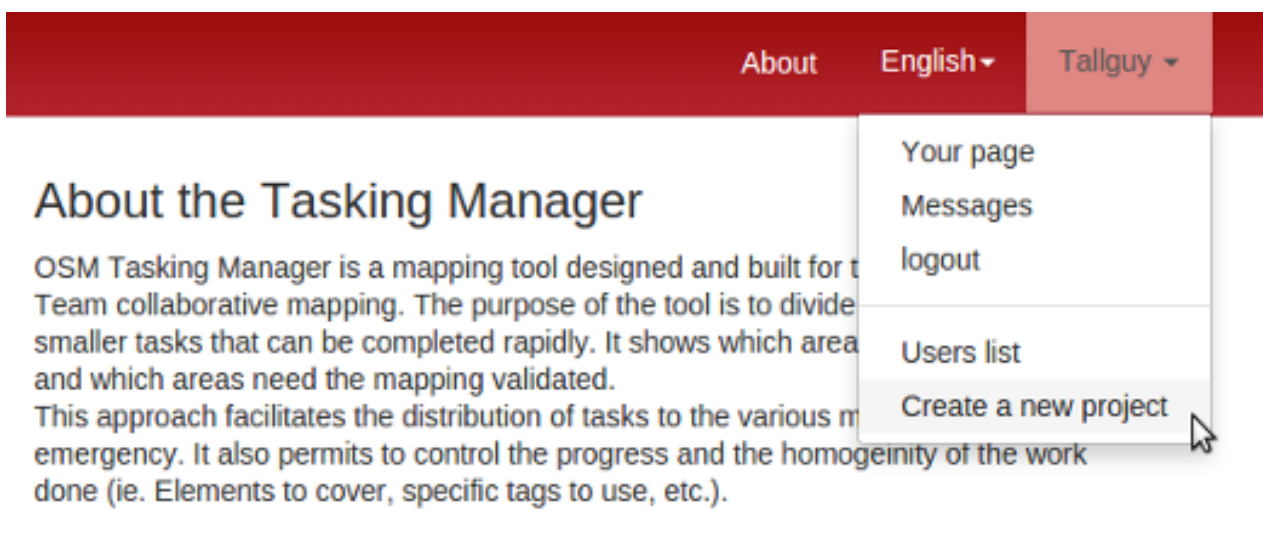 About English Tallguy
Your page
Messages
logout
Users list
Create a new project
About the Tasking Manager
OSM Tasking Manager is a mapping tool designed and built for
Team collaborative mapping. The purpose of the tool is to divide
smaller tasks that can be completed rapidly. It shows which area
and which areas need the mapping validated.
This approach facilitates the distribution of tasks to the various
emergency. It also permits to control the progress and the homogeinity of the work
done (ie. Elements to cover, specific tags to use, etc.).